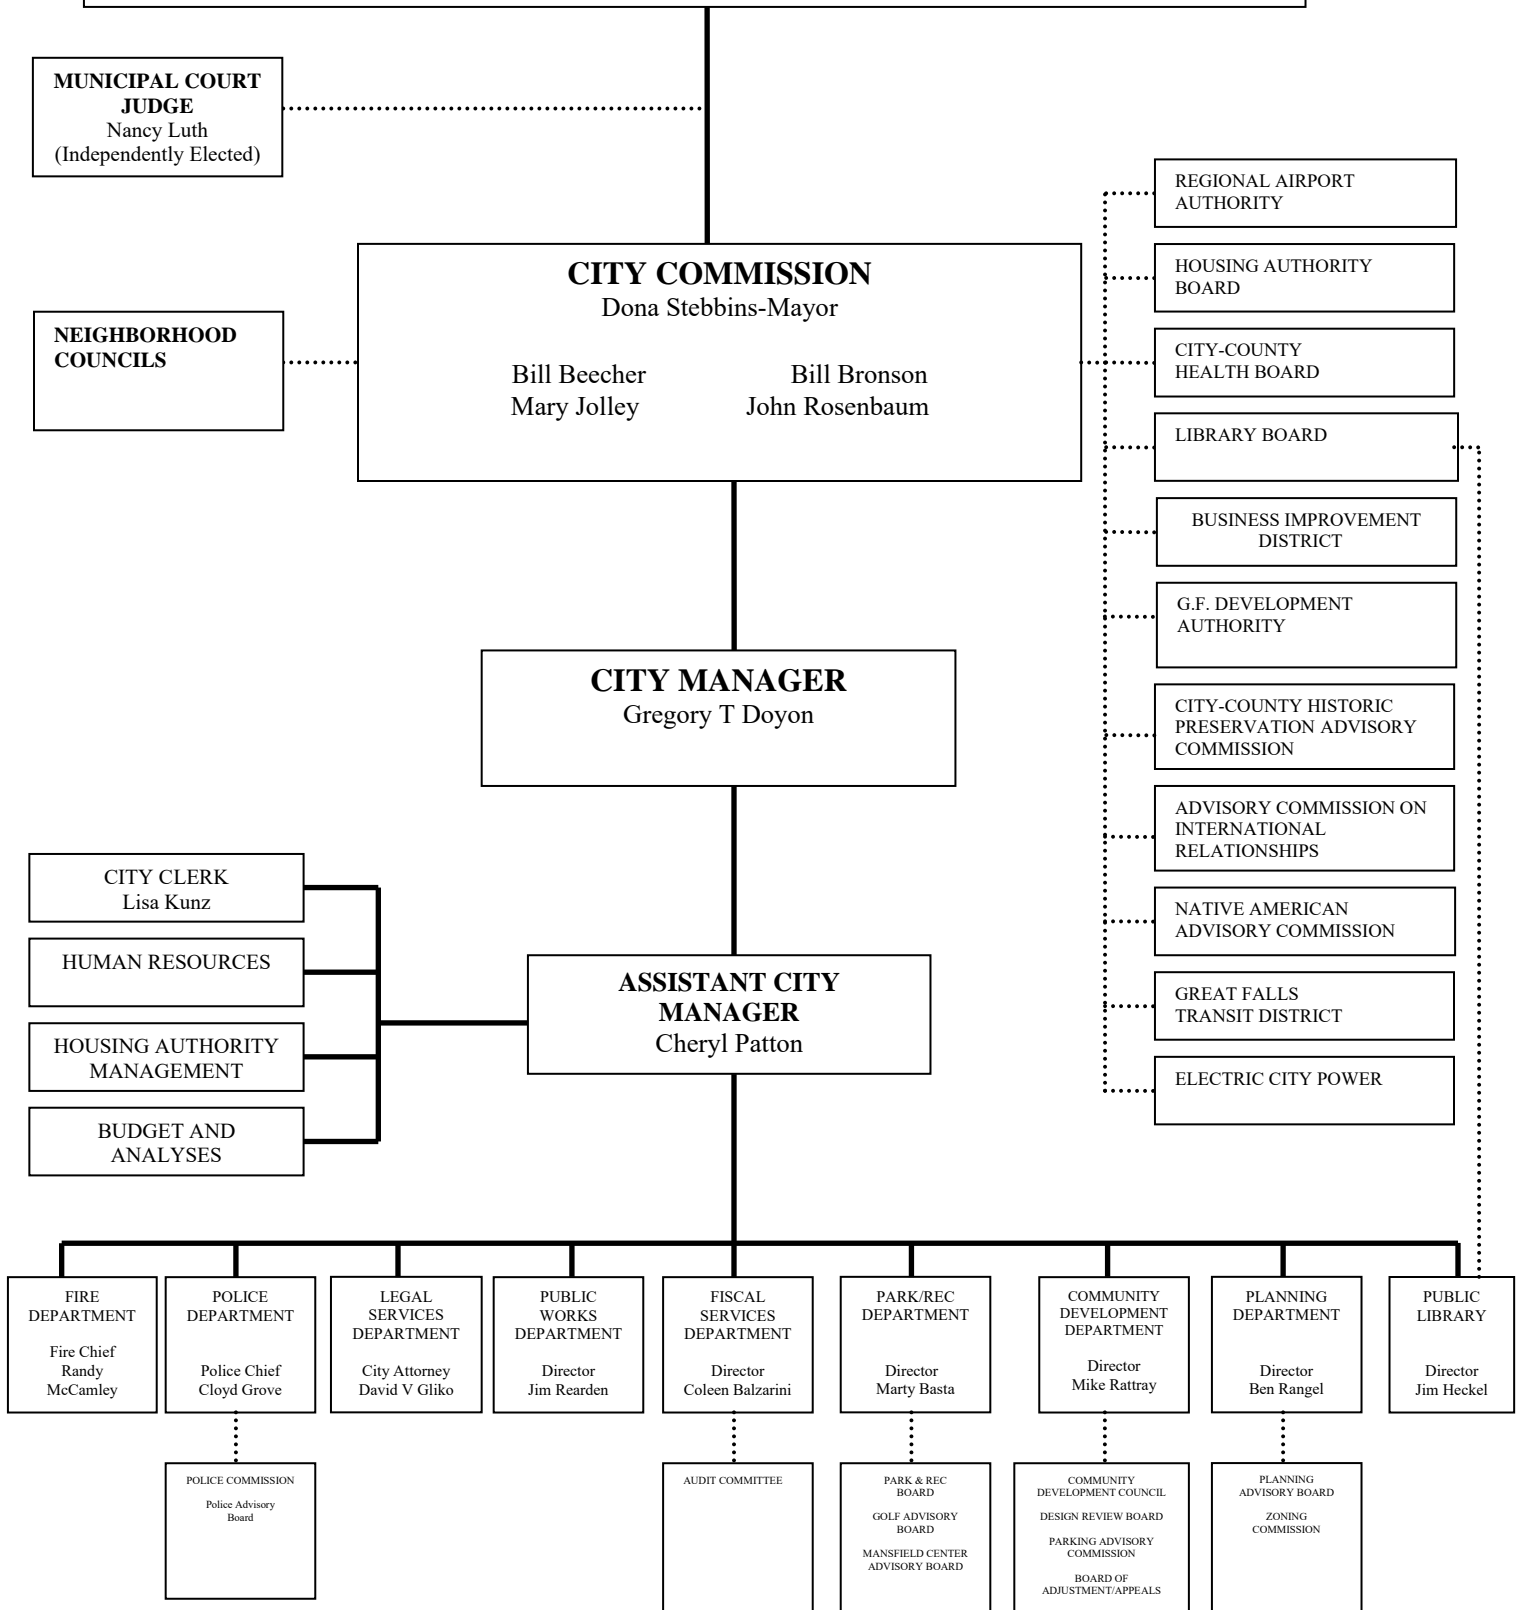 MUNICIPAL COURT
JUDGE
Nancy Luth
(Independently Elected)
REGIONAL AIRPORT
AUTHORITY
HOUSING AUTHORITY
BOARD
CITY-COUNTY
HEALTH BOARD
LIBRARY BOARD
BUSINESS IMPROVEMENT
DISTRICT
G.F. DEVELOPMENT
AUTHORITY
CITY-COUNTY HISTORIC
PRESERVATION ADVISORY
COMMISSION
ADVISORY COMMISSION ON
INTERNATIONAL
RELATIONSHIPS
NATIVE AMERICAN
ADVISORY COMMISSION
GREAT FALLS
TRANSIT DISTRICT
ELECTRIC CITY POWER
CITY COMMISSION
Dona Stebbins-Mayor
Bill Beecher Bill Bronson
Mary Jolley John Rosenbaum
NEIGHBORHOOD
COUNCILS
CITY MANAGER
Gregory T Doyon
CITY CLERK
Lisa Kunz
HUMAN RESOURCES
HOUSING AUTHORITY
MANAGEMENT
BUDGET AND
ANALYSES
ASSISTANT CITY
MANAGER
Cheryl Patton
FIRE
DEPARTMENT
Fire Chief
Randy
McCamley
POLICE
DEPARTMENT
Police Chief
Cloyd Grove
LEGAL
SERVICES
DEPARTMENT
City Attorney
David V Gliko
PUBLIC
WORKS
DEPARTMENT
Director
Jim Rearden
FISCAL
SERVICES
DEPARTMENT
Director
Coleen Balzarini
PARK/REC
DEPARTMENT
Director
Marty Basta
COMMUNITY
DEVELOPMENT
DEPARTMENT
Director
Mike Rattray
PLANNING
DEPARTMENT
Director
Ben Rangel
PUBLIC
LIBRARY
Director
Jim Heckel
POLICE COMMISSION
Police Advisory
Board
AUDIT COMMITTEE
PARK & REC
BOARD
GOLF ADVISORY
BOARD
MANSFIELD CENTER
ADVISORY BOARD
COMMUNITY
DEVELOPMENT COUNCIL
DESIGN REVIEW BOARD
PARKING ADVISORY
COMMISSION
BOARD OF
ADJUSTMENT/APPEALS
PLANNING
ADVISORY BOARD
ZONING
COMMISSION